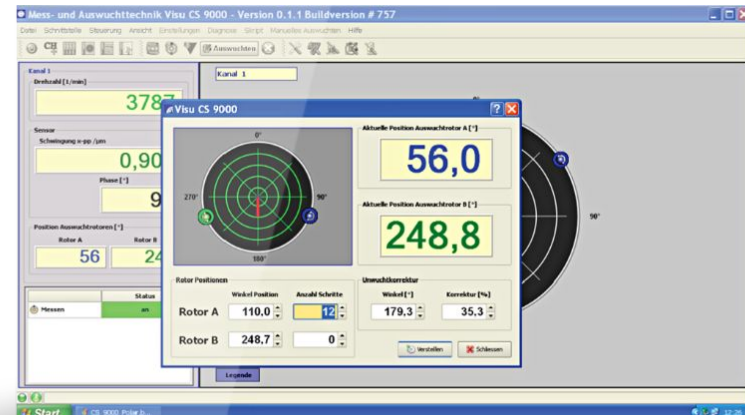 Mess- und Auswuchttechnik Visu CS 9000 - Version 0.1.1 Buildversion # 757
Datei Schnittstelle Steuerung Ansicht Einstellungen Diagnose Skript Manuelles Auswuchten Hilfe
Auswuchten
Kanal 1
Drehzahl [1/min]
3787
Sensor
Schwingung x-pp /µm
0,90
Phase [°]
9
Position Auswuchtrotoren [°]
Rotor A
Rotor B
56
24
Status
Messen
an
Kanal 1
90°
Legende
Visu CS 9000
0°
270°
90°
180°
Aktuelle Position Auswuchtrotor A [°]
56,0
Aktuelle Position Auswuchtrotor B [°]
248,8
Rotor Positionen
Winkel Position
Anzahl Schritte
Rotor A
110,0
12
Rotor B
248,7
0
Unwuchtkorrektur
Winkel [°]
Korrektur [%]
179,3
35,3
Verstellen
Schliessen
Start
CS 9000 Polar b...